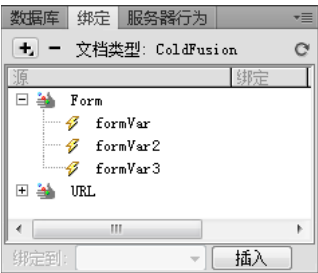 数据库 绑定 服务器行为
文档类型: ColdFusion
源 绑定
Form
formVar
formVar2
formVar3
URL
绑定到: 插入